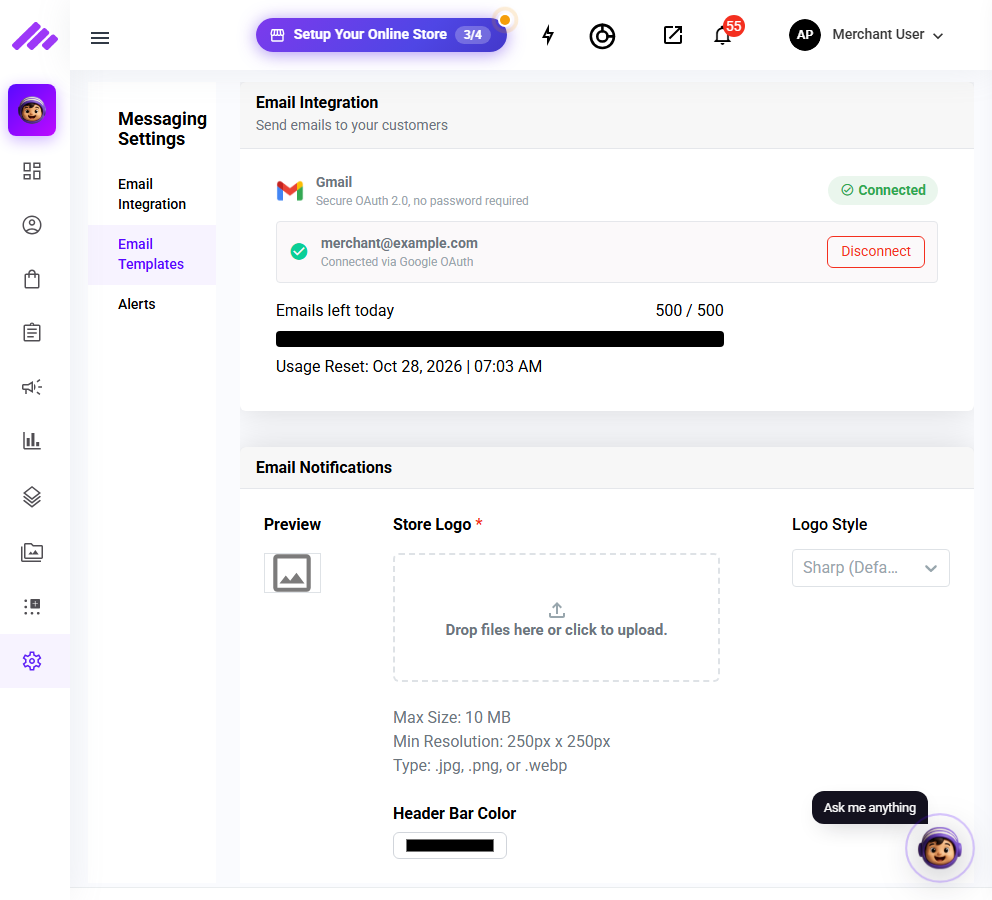 Setup Your Online Store 3/4
55
AP
Merchant User
Messaging
Settings
Email
Integration
Email
Templates
Alerts
Email Integration
Send emails to your customers
Gmail
Secure OAuth 2.0, no password required
Connected
merchant@example.com
Connected via Google OAuth
Disconnect
Emails left today 500 / 500
Usage Reset: Oct 28, 2026 | 07:03 AM
Email Notifications
Preview
Store Logo *
Logo Style
Sharp (Defa...
Drop files here or click to upload.
Max Size: 10 MB
Min Resolution: 250px x 250px
Type: .jpg, .png, or .webp
Header Bar Color
Ask me anything